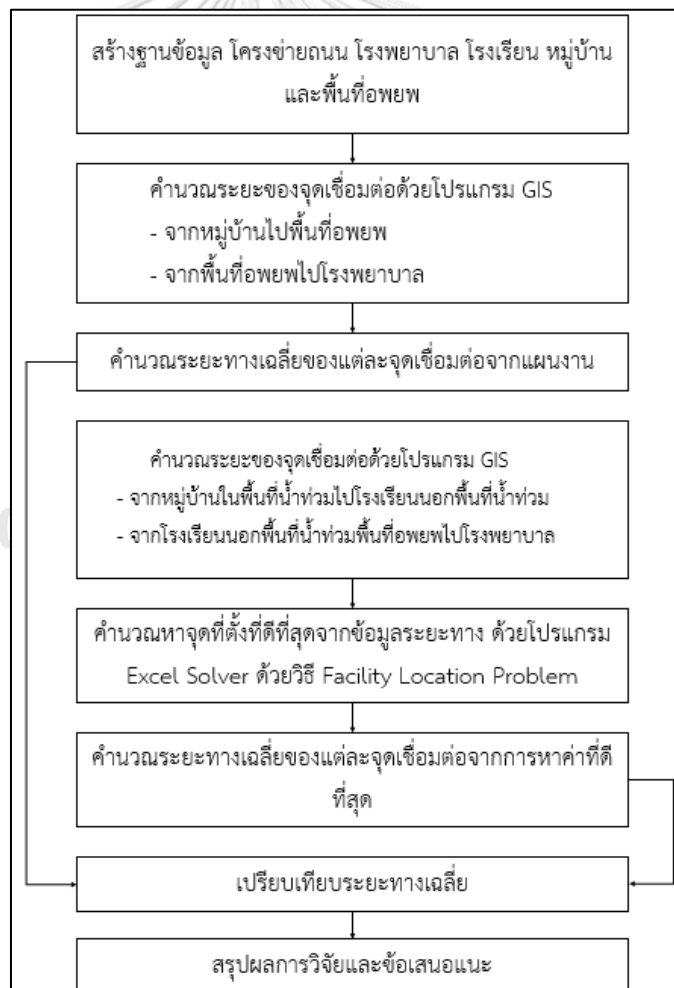 สร้างฐานข้อมูล โครงข่ายถนน โรงพยาบาล โรงเรียน หมู่บ้าน
และพื้นที่อพยพ
คำนวณระยะของจุดเชื่อมต่อด้วยโปรแกรม GIS
- จากหมู่บ้านไปพื้นที่อพยพ
- จากพื้นที่อพยพไปโรงพยาบาล
คำนวณระยะทางเฉลี่ยของแต่ละจุดเชื่อมต่อจากแผนงาน
คำนวณระยะของจุดเชื่อมต่อด้วยโปรแกรม GIS
- จากหมู่บ้านในพื้นที่น้ำท่วมไปโรงเรียนนอกพื้นที่น้ำท่วม
- จากโรงเรียนนอกพื้นที่น้ำท่วมพื้นที่อพยพไปโรงพยาบาล
คำนวณหาจุดที่ตั้งที่ดีที่สุดจากข้อมูลระยะทาง ด้วยโปรแกรม
Excel Solver ด้วยวิธี Facility Location Problem
คำนวณระยะทางเฉลี่ยของแต่ละจุดเชื่อมต่อจากการหาค่าที่ดี
ที่สุด
เปรียบเทียบระยะทางเฉลี่ย
สรุปผลการวิจัยและข้อเสนอแนะ